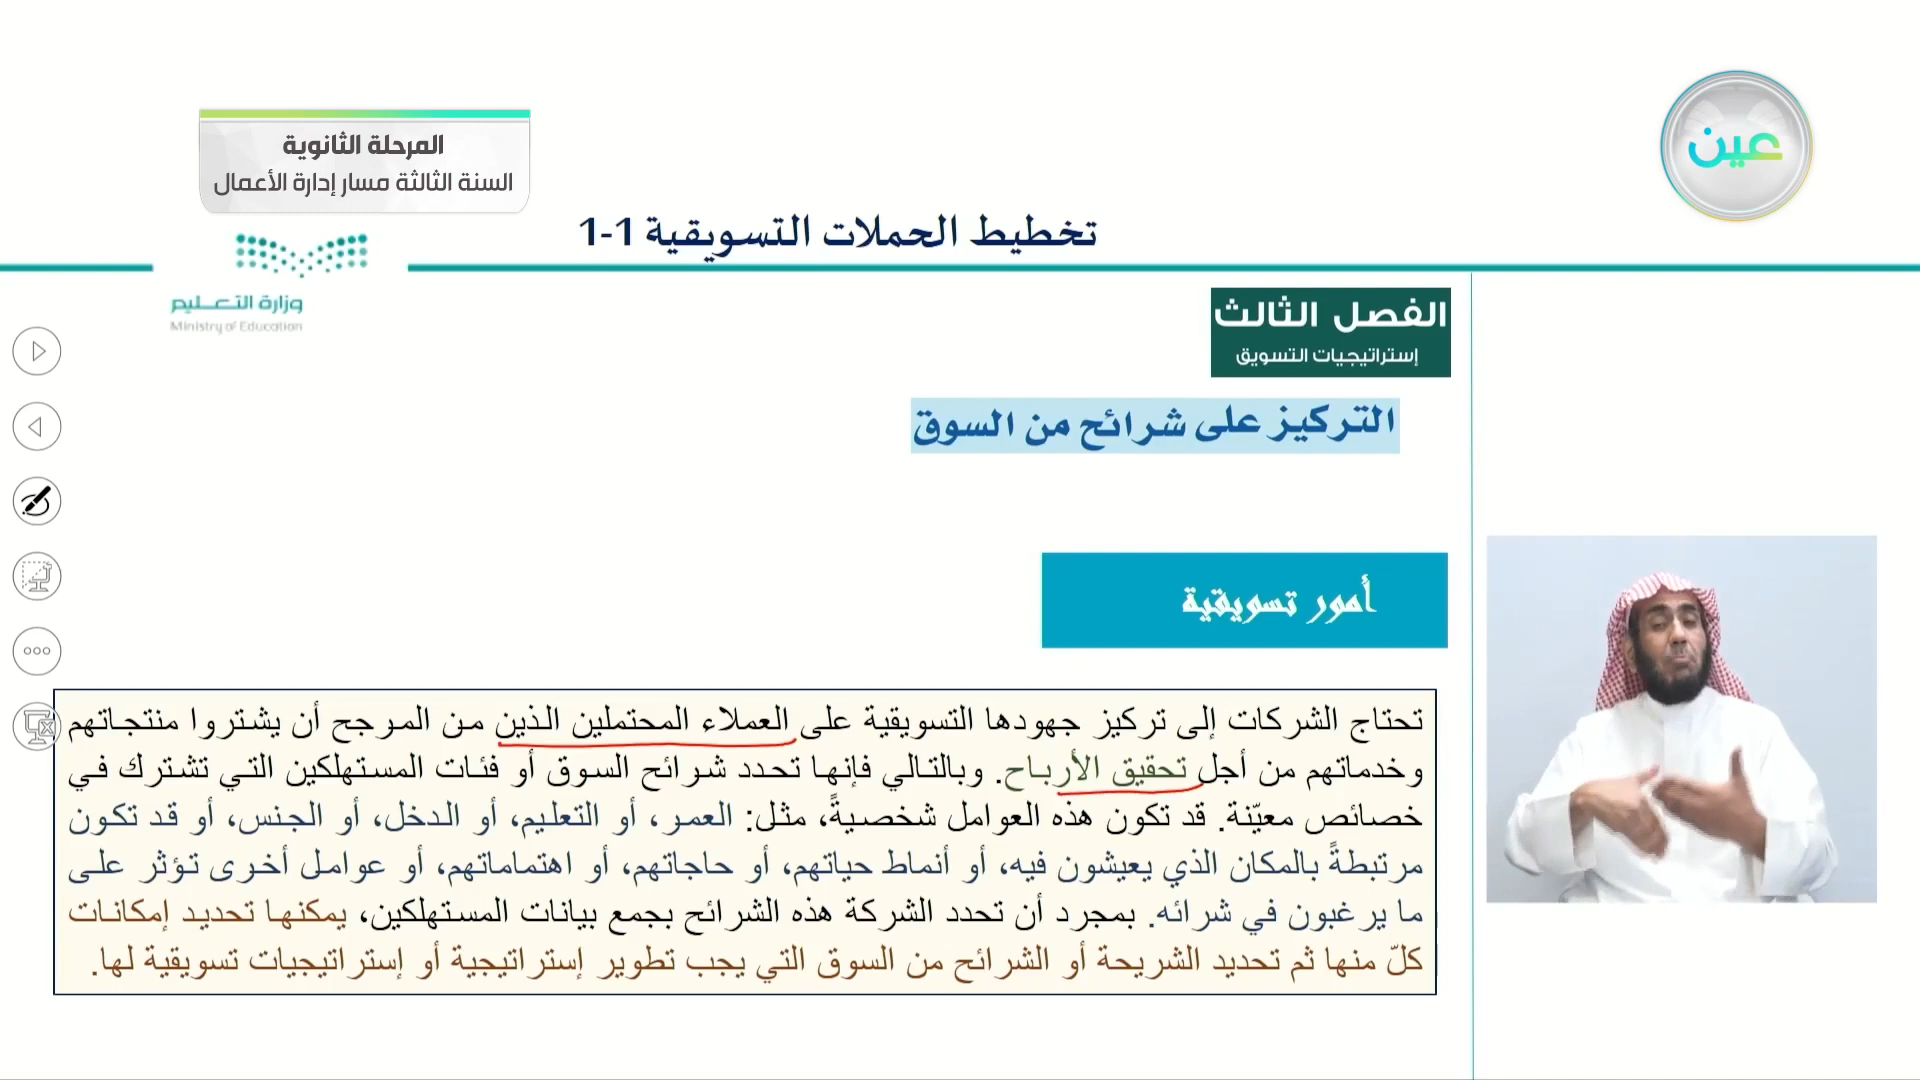 عين
المرحلة الثانوية
السنة الثالثة مسار إدارة الأعمال
تخطيط الحملات التسويقية 1-1
وزارة التعليم
Ministry of Education
الفصل الثالث
إستراتيجيات التسويق
التركيز على شرائح من السوق
أمور تسويقية
تحتاج الشركات إلى تركيز جهودها التسويقية على العملاء المحتملين الذين من المرجح أن يشتروا منتجاتهم
وخدماتهم من أجل تحقيق الأرباح. وبالتالي فإنها تحدد شرائح السوق أو فئات المستهلكين التي تشترك في
خصائص معيّنة. قد تكون هذه العوامل شخصيةً، مثل: العمر، أو التعليم، أو الدخل، أو الجنس، أو قد تكون
مرتبطةً بالمكان الذي يعيشون فيه، أو أنماط حياتهم، أو حاجاتهم، أو اهتماماتهم، أو عوامل أخرى تؤثر على
ما يرغبون في شرائه. بمجرد أن تحدد الشركة هذه الشرائح بجمع بيانات المستهلكين، يمكنها تحديد إمكانات
كلّ منها ثم تحديد الشريحة أو الشرائح من السوق التي يجب تطوير إستراتيجية أو إستراتيجيات تسويقية لها.